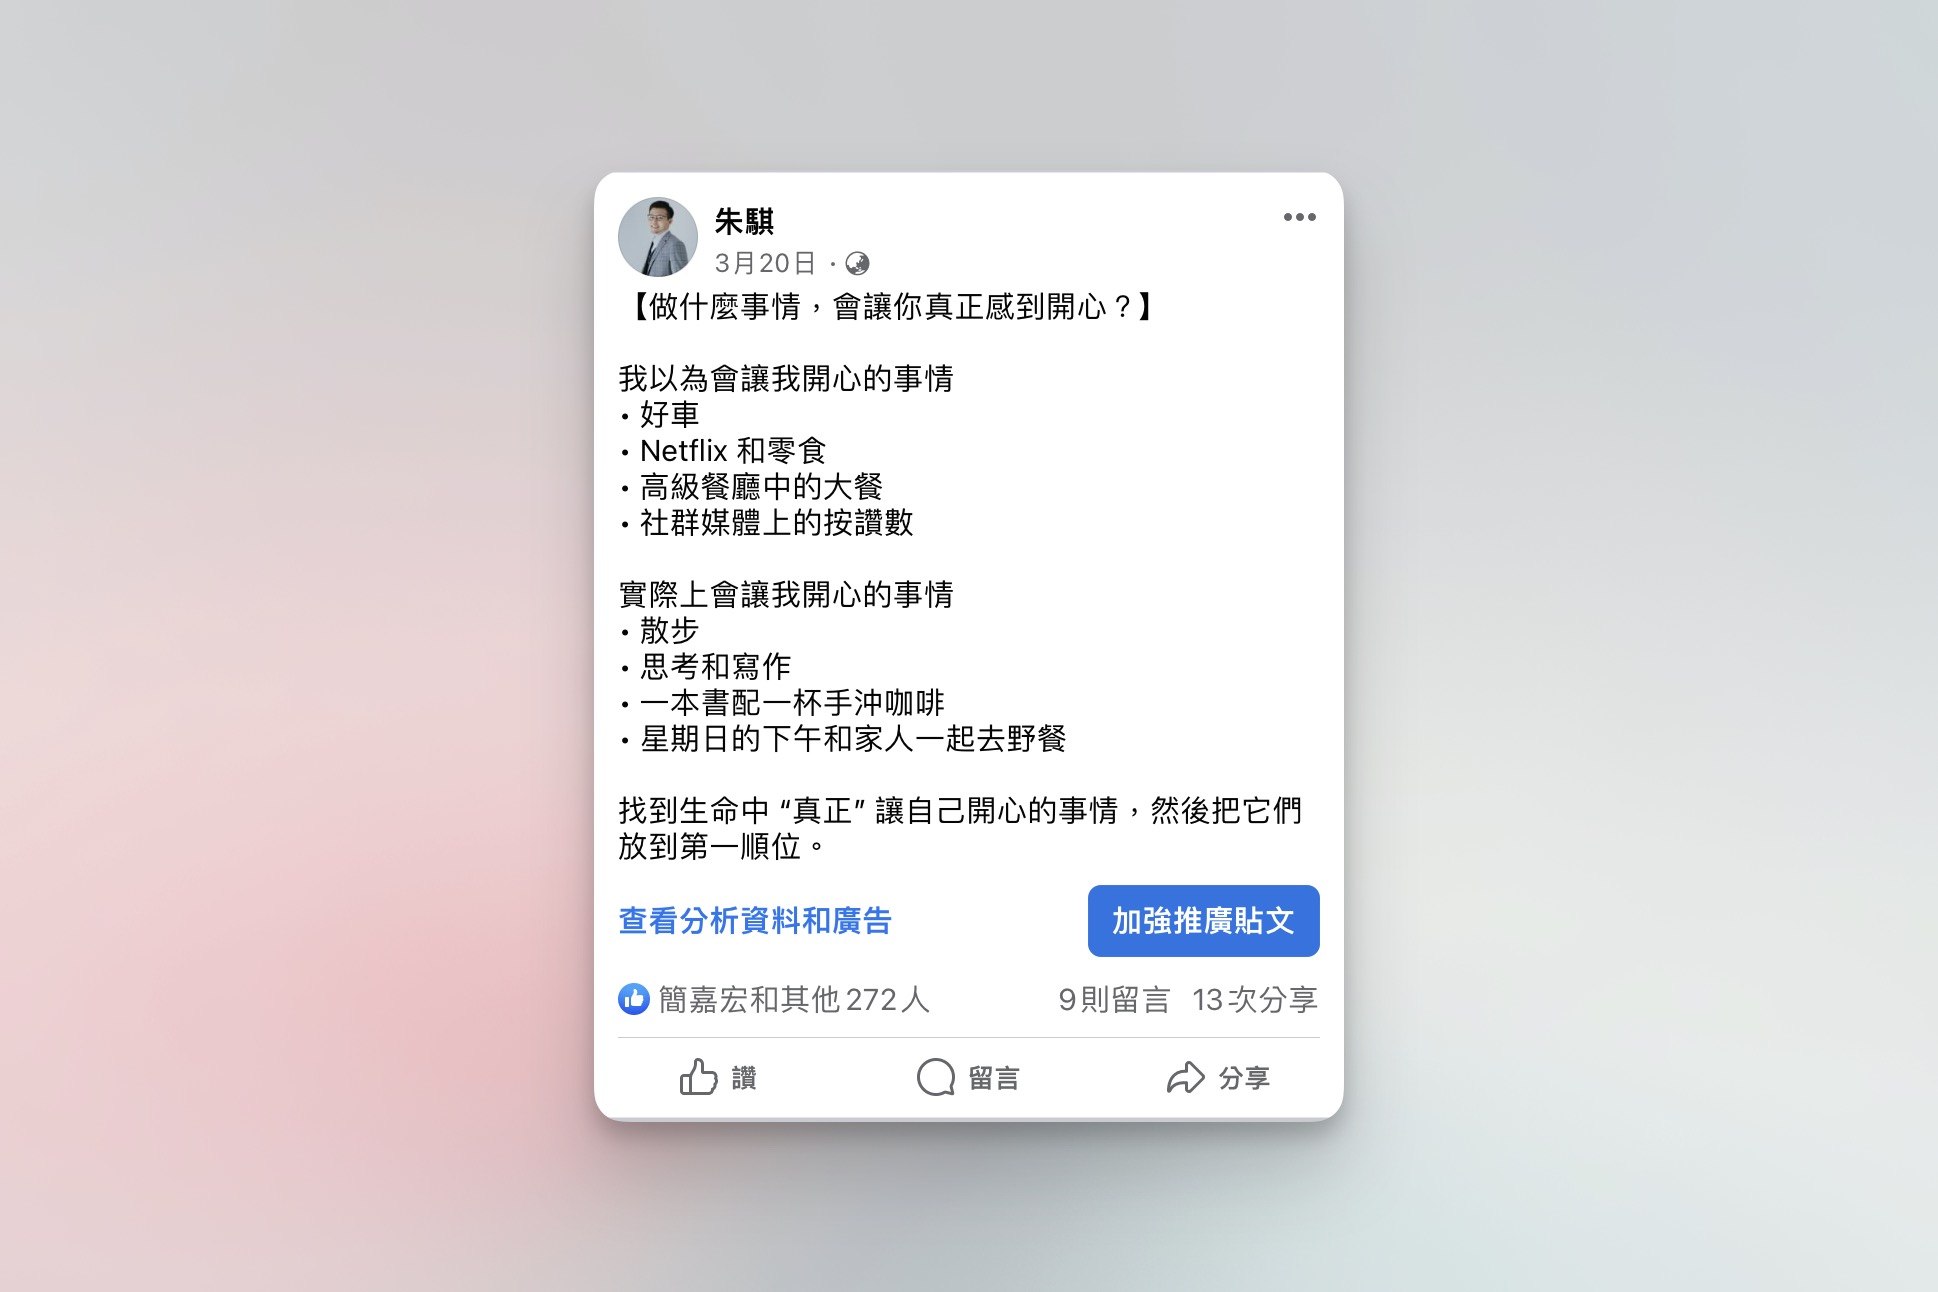 朱騏
3月20日 ·
【做什麼事情，會讓你真正感到開心？】
我以為會讓我開心的事情
• 好車
• Netflix 和零食
• 高級餐廳中的大餐
• 社群媒體上的按讚數
實際上會讓我開心的事情
• 散步
• 思考和寫作
• 一本書配一杯手沖咖啡
• 星期日的下午和家人一起去野餐
找到生命中 “真正” 讓自己開心的事情，然後把它們
放到第一順位。
查看分析資料和廣告
加強推廣貼文
簡嘉宏和其他272人
9則留言 13次分享
讚
留言
分享